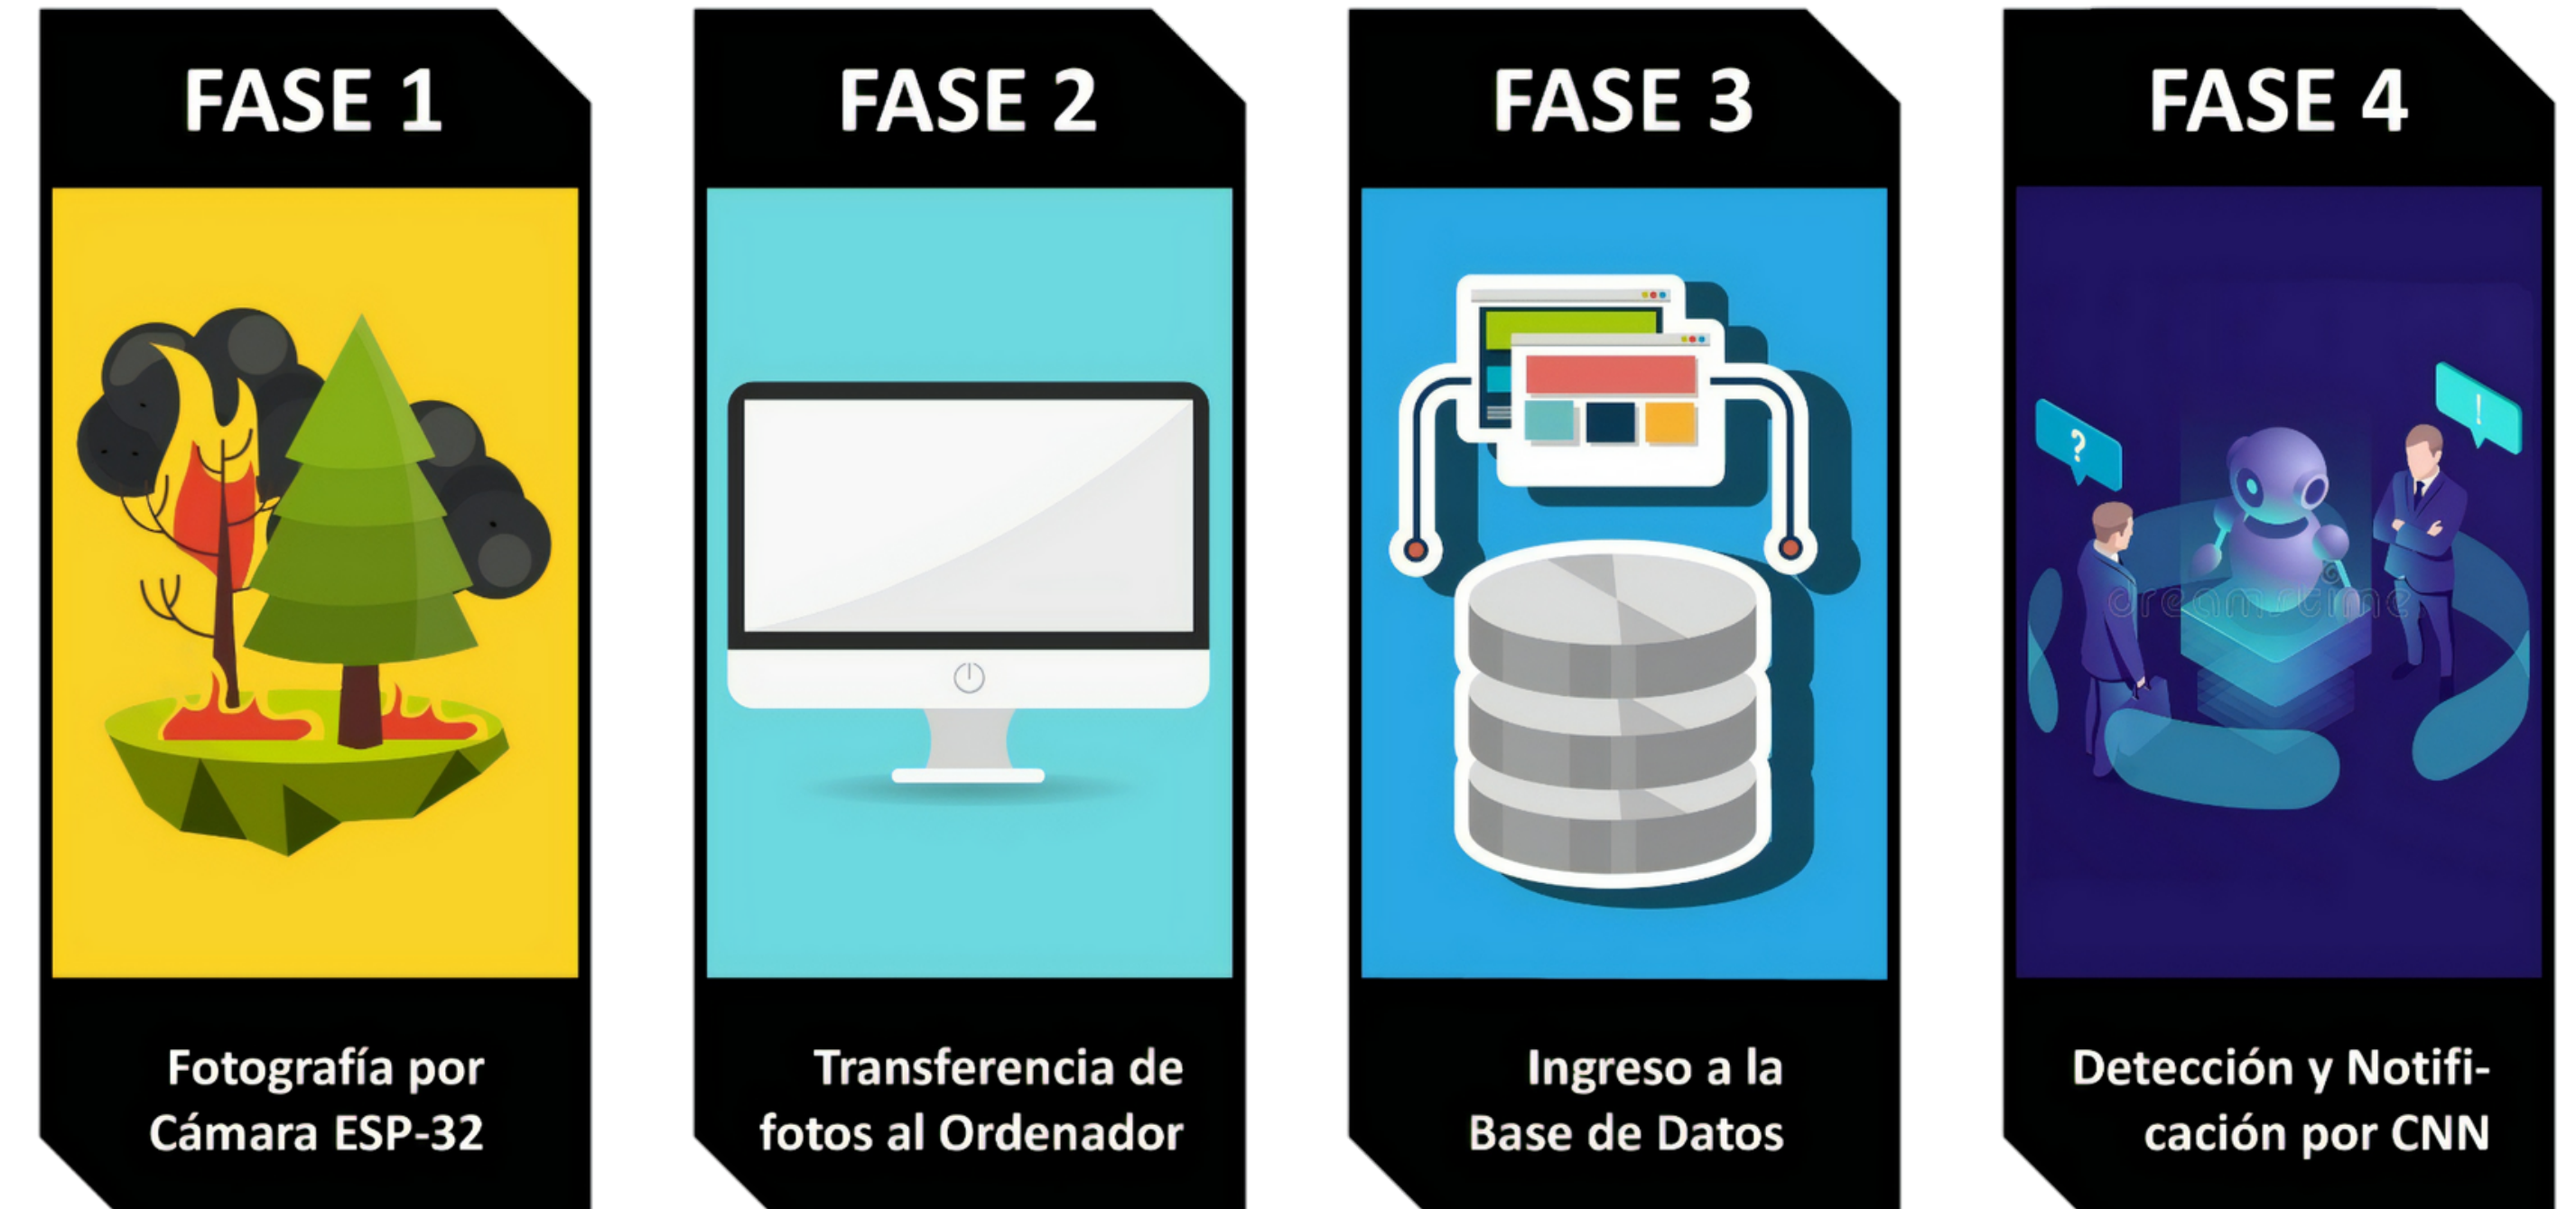 FASE 1
Fotografía por
Cámara ESP-32
FASE 2
Transferencia de
fotos al Ordenador
FASE 3
Ingreso a la
Base de Datos
FASE 4
?
!
dreamstime
Detección y Notifi-
cación por CNN